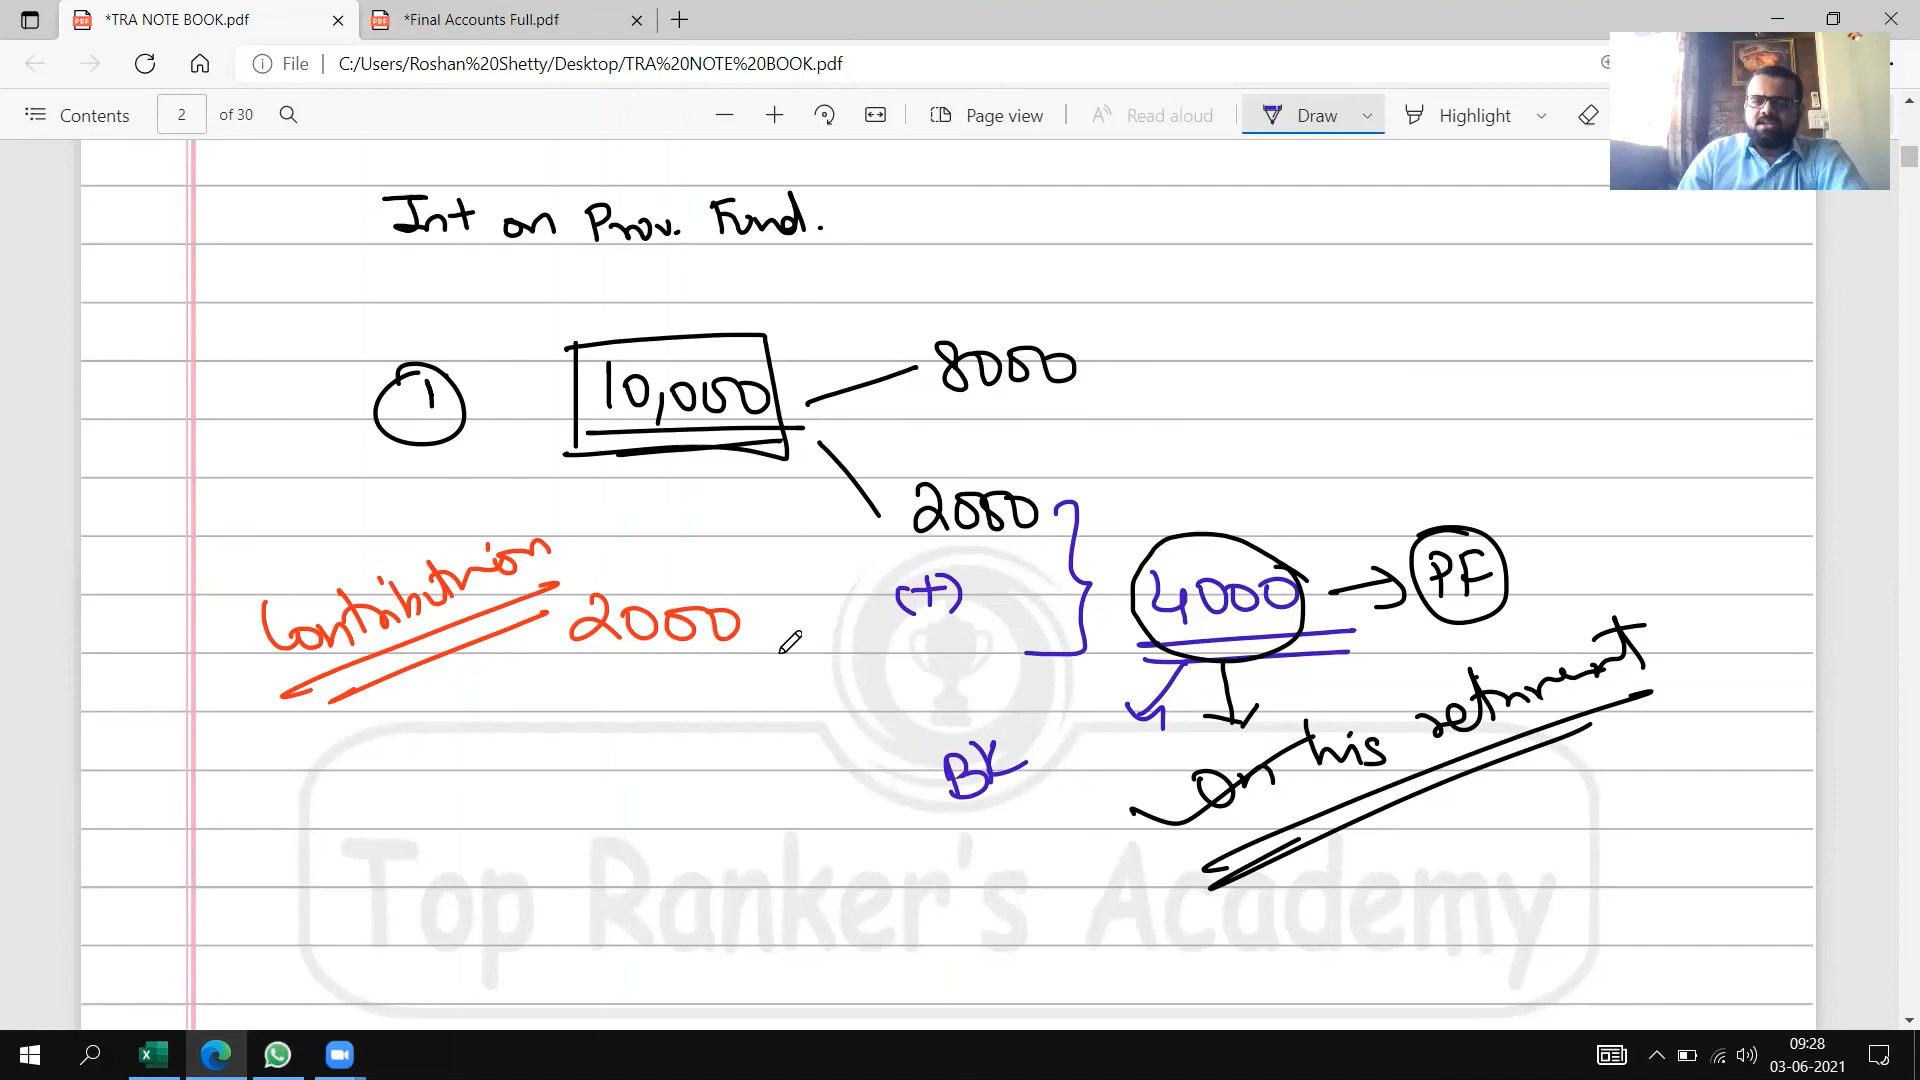 *TRA NOTE BOOK.pdf
*Final Accounts Full.pdf
File
C:/Users/Roshan%20Shetty/Desktop/TRA%20NOTE%20BOOK.pdf
Contents
2
of 30
Page view
Read aloud
Draw
Highlight
Int on Prov. Fund.
1
10,000
8000
2000
Contribution
2000
(+)
4000
PF
BK
On his retirment
Top Ranker's Academy
09:28
03-06-2021